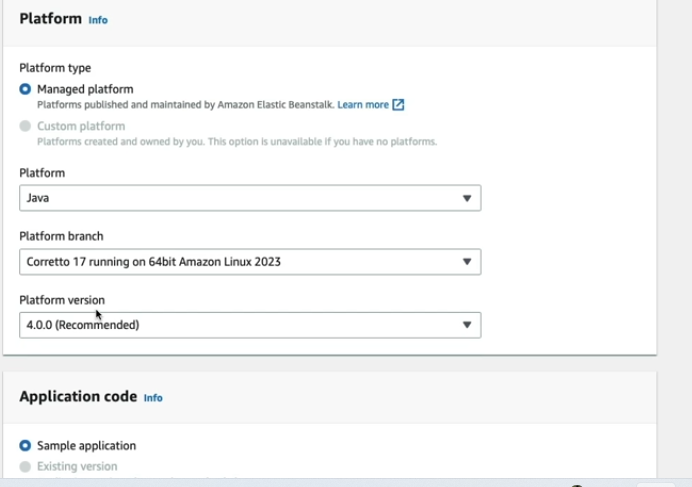 Platform Info
Platform type
Managed platform
Platforms published and maintained by Amazon Elastic Beanstalk. Learn more
Custom platform
Platforms created and owned by you. This option is unavailable if you have no platforms.
Platform
Java
Platform branch
Corretto 17 running on 64bit Amazon Linux 2023
Platform version
4.0.0 (Recommended)
Application code Info
Sample application
Existing version